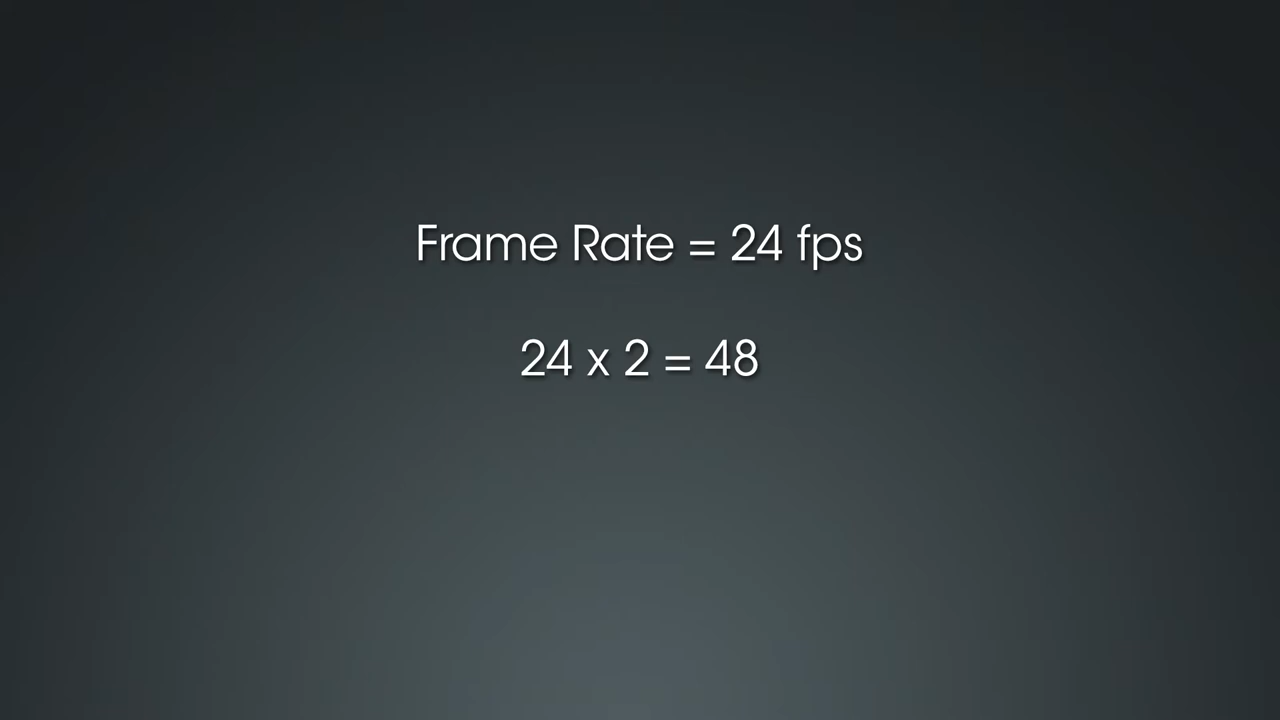 Frame Rate = 24 fps
24 x 2 = 48